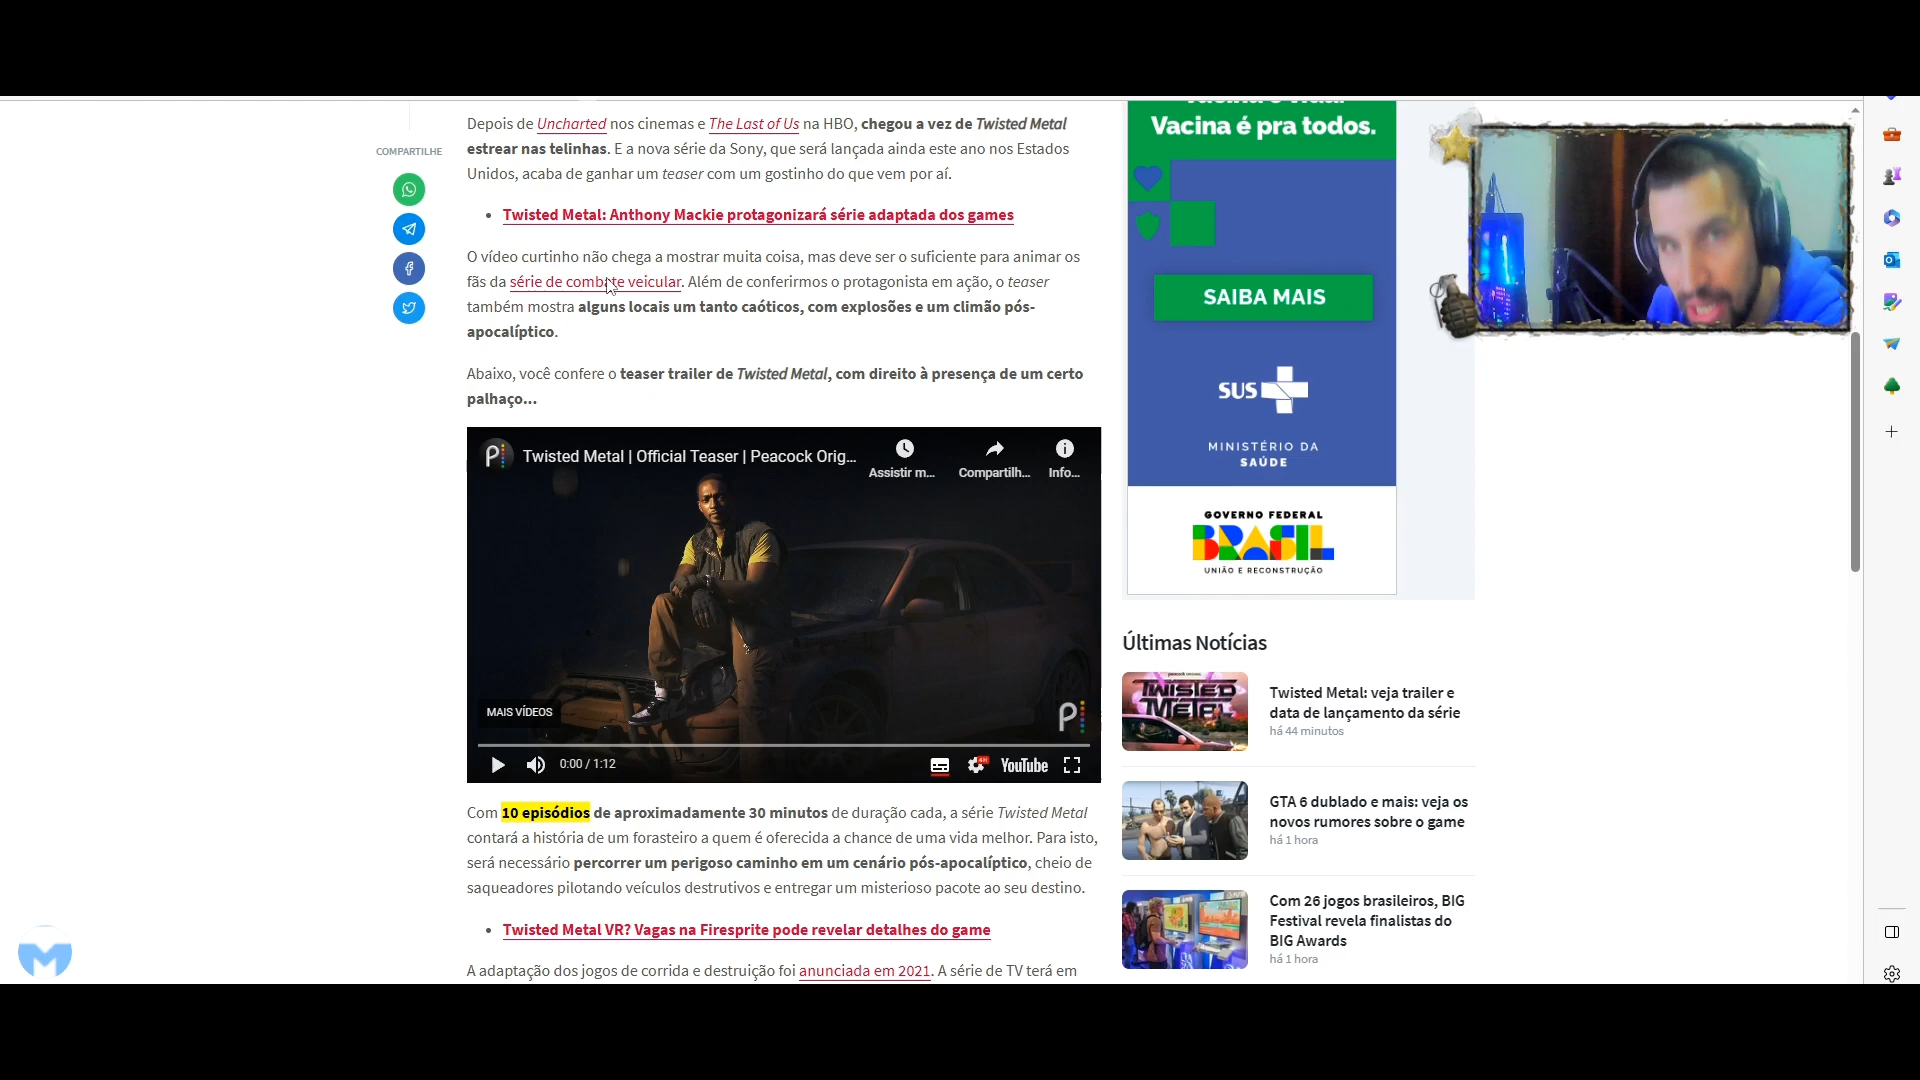 Depois de Uncharted nos cinemas e The Last of Us na HBO, chegou a vez de Twisted Metal
estrear nas telinhas. E a nova série da Sony, que será lançada ainda este ano nos Estados
Unidos, acaba de ganhar um teaser com um gostinho do que vem por aí.
COMPARTILHE
• Twisted Metal: Anthony Mackie protagonizará série adaptada dos games
O vídeo curtinho não chega a mostrar muita coisa, mas deve ser o suficiente para animar os
fãs da série de combate veicular. Além de conferirmos o protagonista em ação, o teaser
também mostra alguns locais um tanto caóticos, com explosões e um climão pós-
apocalíptico.
Abaixo, você confere o teaser trailer de Twisted Metal, com direito à presença de um certo
palhaço...
Twisted Metal | Official Teaser | Peacock Orig...
Assistir m...
Compartilh...
Info...
MAIS VÍDEOS
0:00 / 1:12
YouTube
Com 10 episódios de aproximadamente 30 minutos de duração cada, a série Twisted Metal
contará a história de um forasteiro a quem é oferecida a chance de uma vida melhor. Para isto,
será necessário percorrer um perigoso caminho em um cenário pós-apocalíptico, cheio de
saqueadores pilotando veículos destrutivos e entregar um misterioso pacote ao seu destino.
• Twisted Metal VR? Vagas na Firesprite pode revelar detalhes do game
A adaptação dos jogos de corrida e destruição foi anunciada em 2021. A série de TV terá em
Vacina é pra todos.
SAIBA MAIS
SUS
MINISTÉRIO DA
SAÚDE
GOVERNO FEDERAL
BRASIL
UNIÃO E RECONSTRUÇÃO
Últimas Notícias
TWISTED
METAL
Twisted Metal: veja trailer e
data de lançamento da série
há 44 minutos
GTA 6 dublado e mais: veja os
novos rumores sobre o game
há 1 hora
Com 26 jogos brasileiros, BIG
Festival revela finalistas do
BIG Awards
há 1 hora